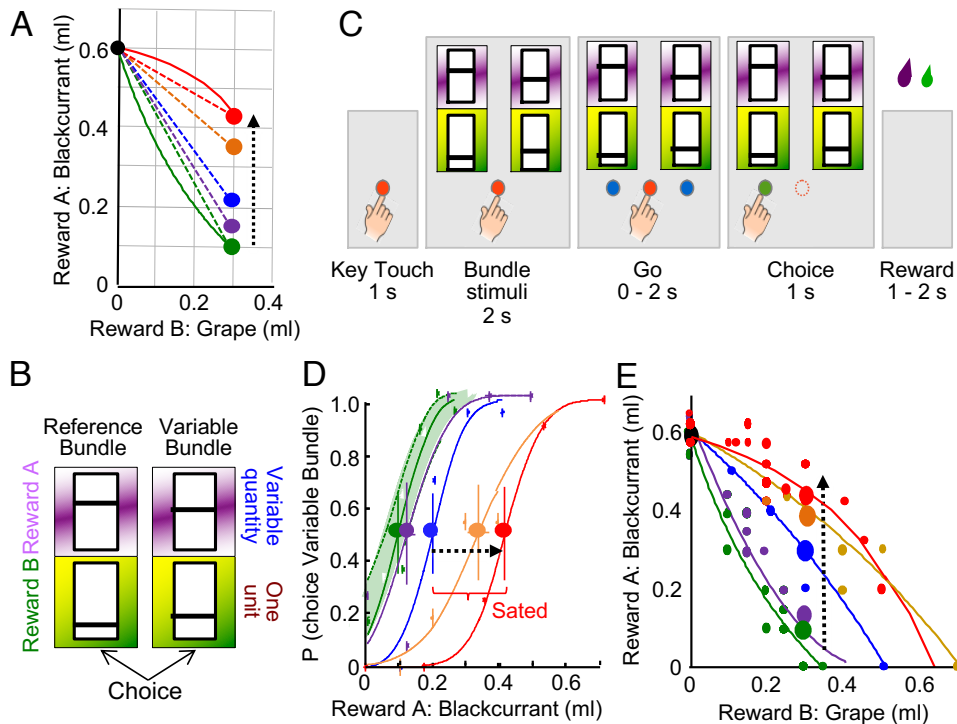 A
Reward A: Blackcurrant (ml)
0.6
0.4
0.2
0
0
0.2
0.4
Reward B: Grape (ml)
B
Reference
Bundle
Variable
Bundle
Reward A
Reward B
Variable
quantity
One
unit
Choice
C
Key Touch
1 s
Bundle
stimuli
2 s
Go
0 - 2 s
Choice
1 s
Reward
1 - 2 s
D
P (choice Variable Bundle)
1.0
0.8
0.6
0.4
0.2
0
Sated
0
0.2
0.4
0.6
Reward A: Blackcurrant (ml)
E
Reward A: Blackcurrant (ml)
0.6
0.4
0.2
0
0
0.2
0.4
0.6
Reward B: Grape (ml)